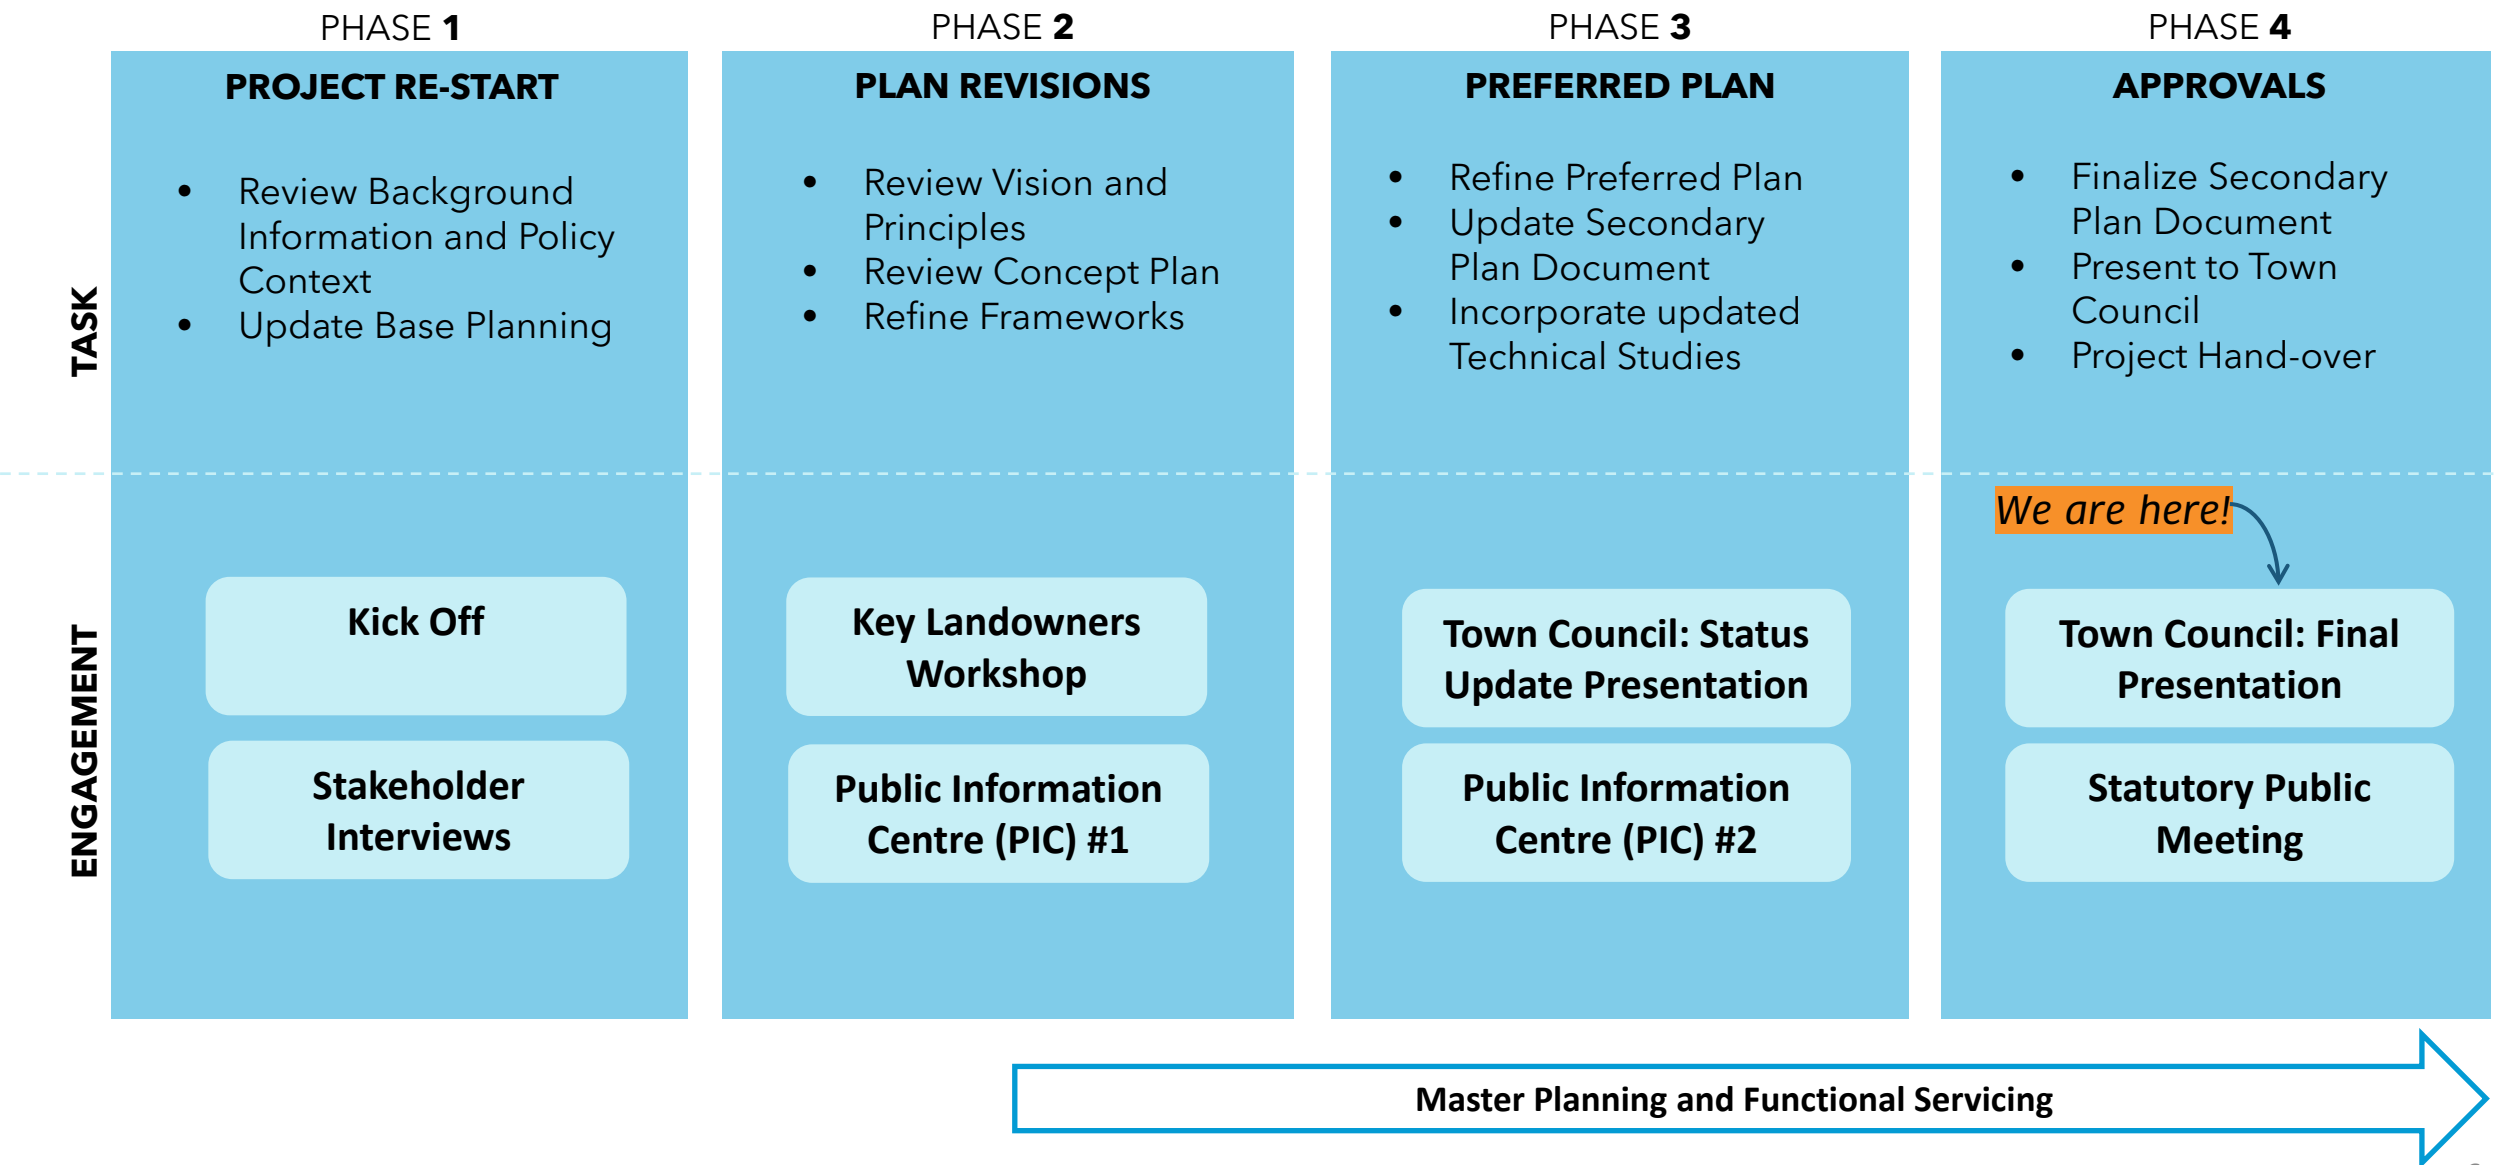 PHASE 1
PROJECT RE-START
• Review Background
Information and Policy
Context
• Update Base Planning
PHASE 2
PLAN REVISIONS
• Review Vision and
Principles
• Review Concept Plan
• Refine Frameworks
PHASE 3
PREFERRED PLAN
• Refine Preferred Plan
• Update Secondary
Plan Document
• Incorporate updated
Technical Studies
PHASE 4
APPROVALS
• Finalize Secondary
Plan Document
• Present to Town
Council
• Project Hand-over
TASK
ENGAGEMENT
Kick Off
Stakeholder
Interviews
Key Landowners
Workshop
Public Information
Centre (PIC) #1
Town Council: Status
Update Presentation
Public Information
Centre (PIC) #2
We are here!
Town Council: Final
Presentation
Statutory Public
Meeting
Master Planning and Functional Servicing